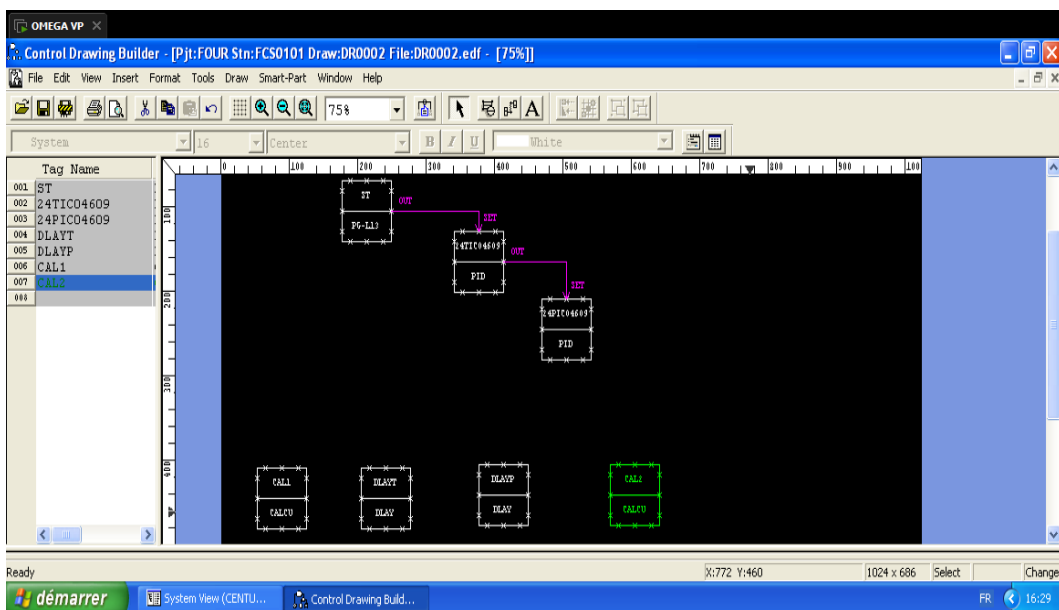 OMEGA VP
Control Drawing Builder - [Pjt:FOUR Stn:FCS0101 Draw:DR0002 File:DR0002.edf - [75%]]
File Edit View Insert Format Tools Draw Smart-Part Window Help
75%
A
System 16 Center B I U White
Tag Name
001 ST
002 24TIC04609
003 24PIC04609
004 DLAYT
005 DLAYP
006 CAL1
007 CAL2
008
0 100 200 300 400 500 600 700 800 900 100
100
200
300
400
ST
PG-L13
OUT
SET
24TIC04609
PID
OUT
SET
24PIC04609
PID
CAL1
CALCU
DLAYT
DLAY
DLAYP
DLAY
CAL2
CALCU
Ready X:772 Y:460 1024 x 686 Select Change
démarrer System View (CENTU... Control Drawing Build... FR 16:29